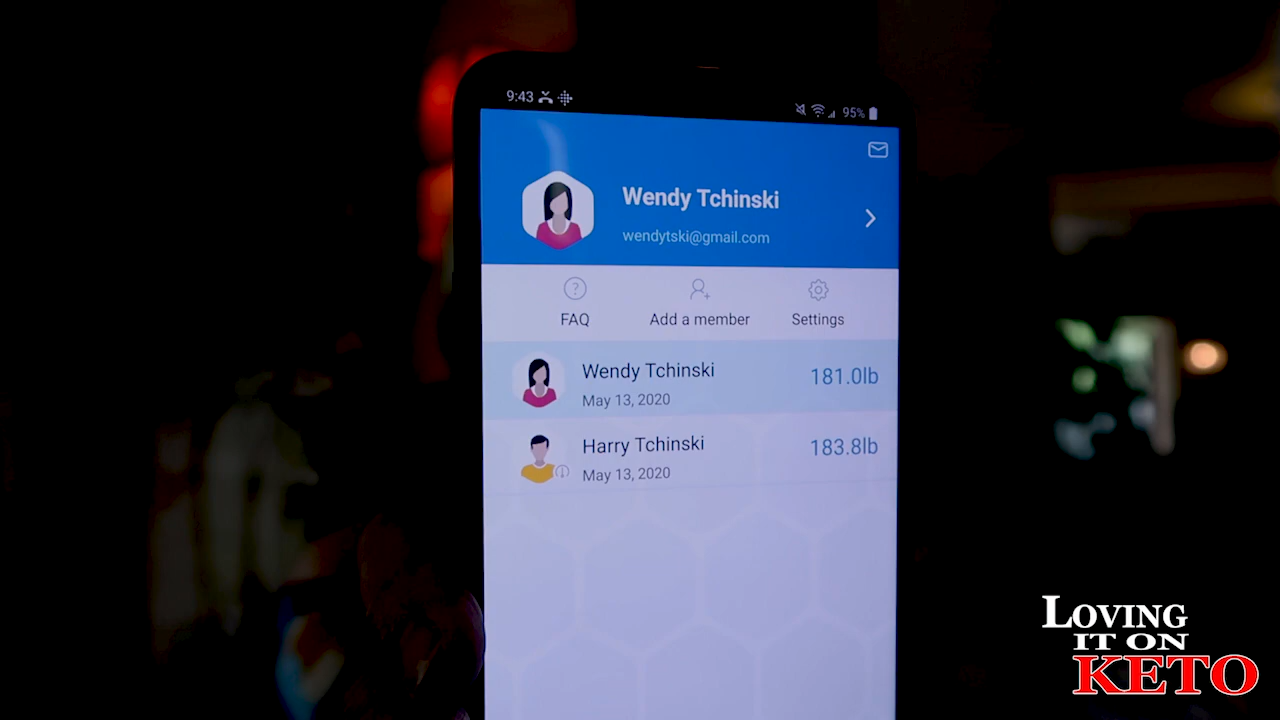 9:43
95%
Wendy Tchinski
wendytski@gmail.com
?
FAQ
Add a member
Settings
Wendy Tchinski
181.0lb
May 13, 2020
Harry Tchinski
183.8lb
May 13, 2020
LOVING
IT ON
KETO